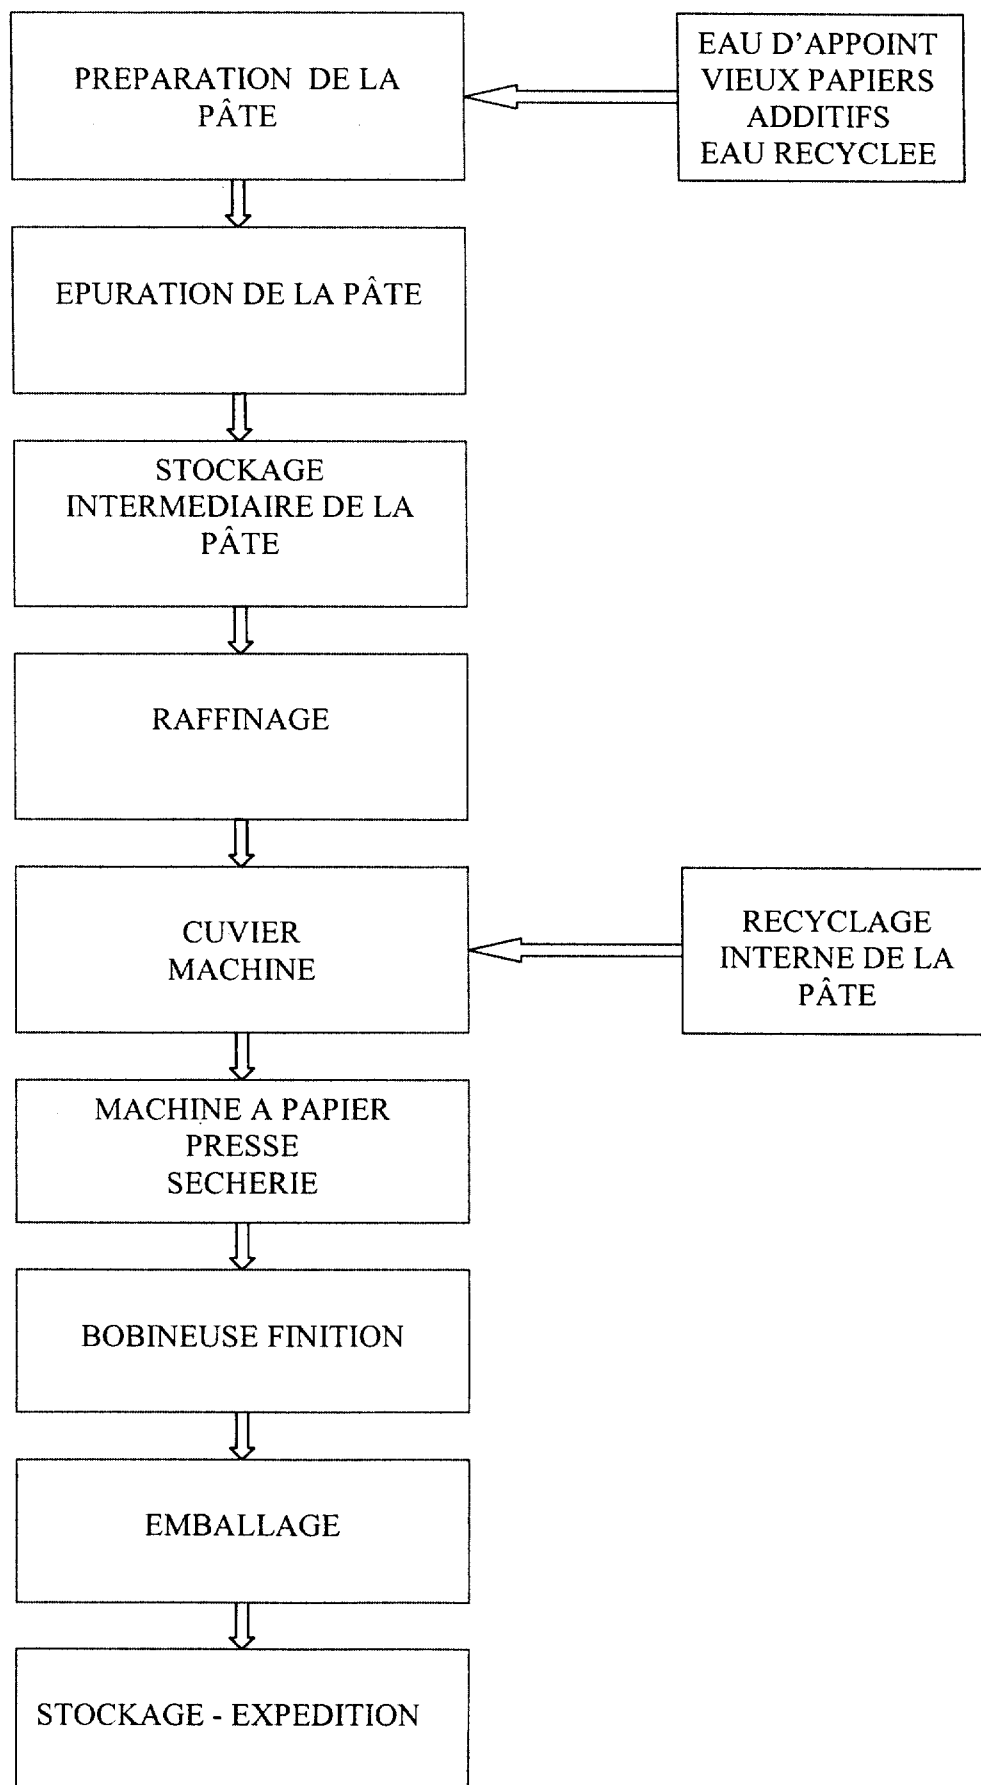 PREPARATION DE LA
PÂTE
EAU D'APPOINT
VIEUX PAPIERS
ADDITIFS
EAU RECYCLEE
EPURATION DE LA PÂTE
STOCKAGE
INTERMEDIAIRE DE LA
PÂTE
RAFFINAGE
CUVIER
MACHINE
RECYCLAGE
INTERNE DE LA
PÂTE
MACHINE A PAPIER
PRESSE
SECHERIE
BOBINEUSE FINITION
EMBALLAGE
STOCKAGE - EXPEDITION